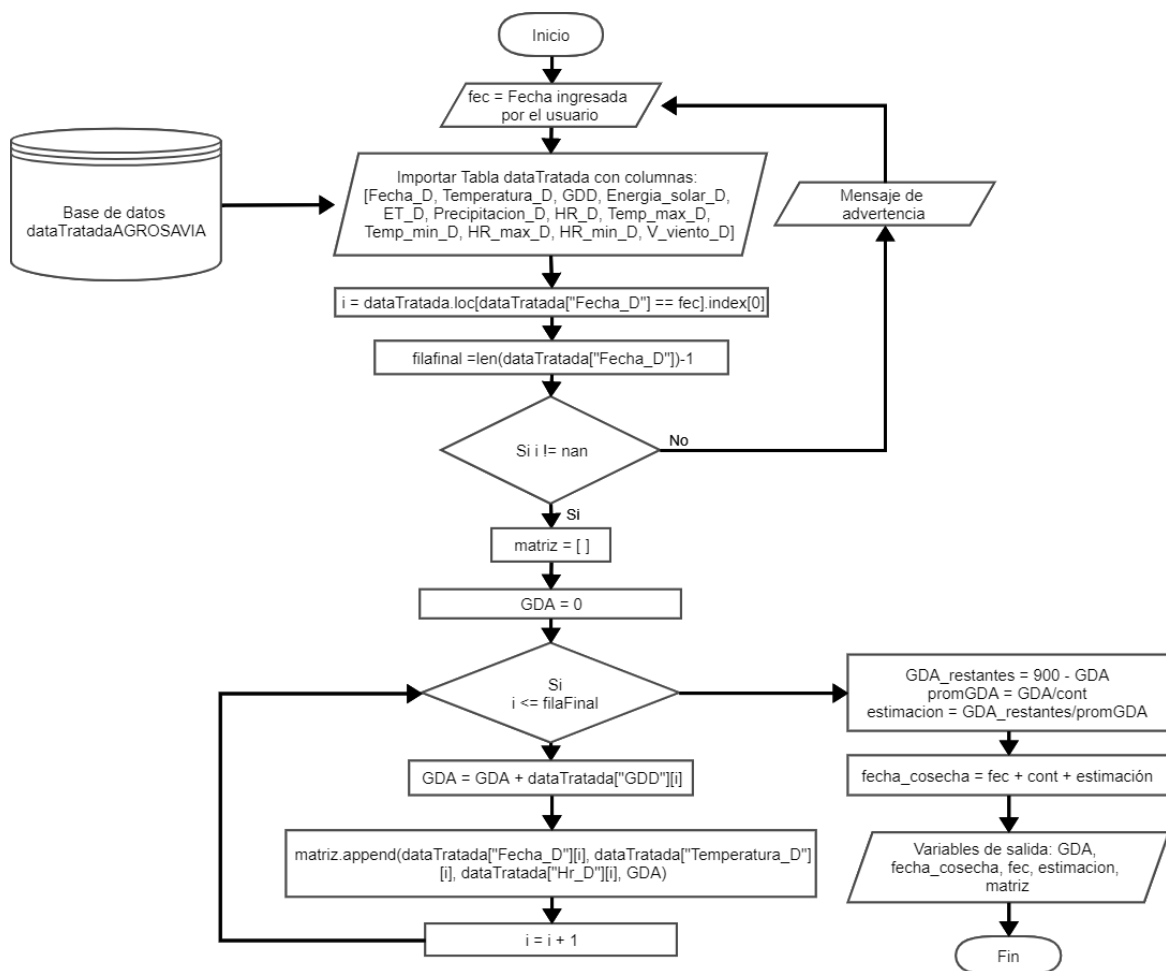 Inicio
fec = Fecha ingresada
por el usuario
Base de datos
dataTratadaAGROSAVIA
Importar Tabla dataTratada con columnas:
[Fecha_D, Temperatura_D, GDD, Energia_solar_D,
ET_D, Precipitacion_D, HR_D, Temp_max_D,
Temp_min_D, HR_max_D, HR_min_D, V_viento_D]
Mensaje de
advertencia
i = dataTratada.loc[dataTratada["Fecha_D"] == fec].index[0]
filafinal =len(dataTratada["Fecha_D"])-1
Si i != nan
No
Si
matriz = [ ]
GDA = 0
Si
i <= filaFinal
GDA = GDA + dataTratada["GDD"][i]
matriz.append(dataTratada["Fecha_D"][i], dataTratada["Temperatura_D"]
[i], dataTratada["Hr_D"][i], GDA)
i = i + 1
GDA_restantes = 900 - GDA
promGDA = GDA/cont
estimacion = GDA_restantes/promGDA
fecha_cosecha = fec + cont + estimación
Variables de salida: GDA,
fecha_cosecha, fec, estimacion,
matriz
Fin